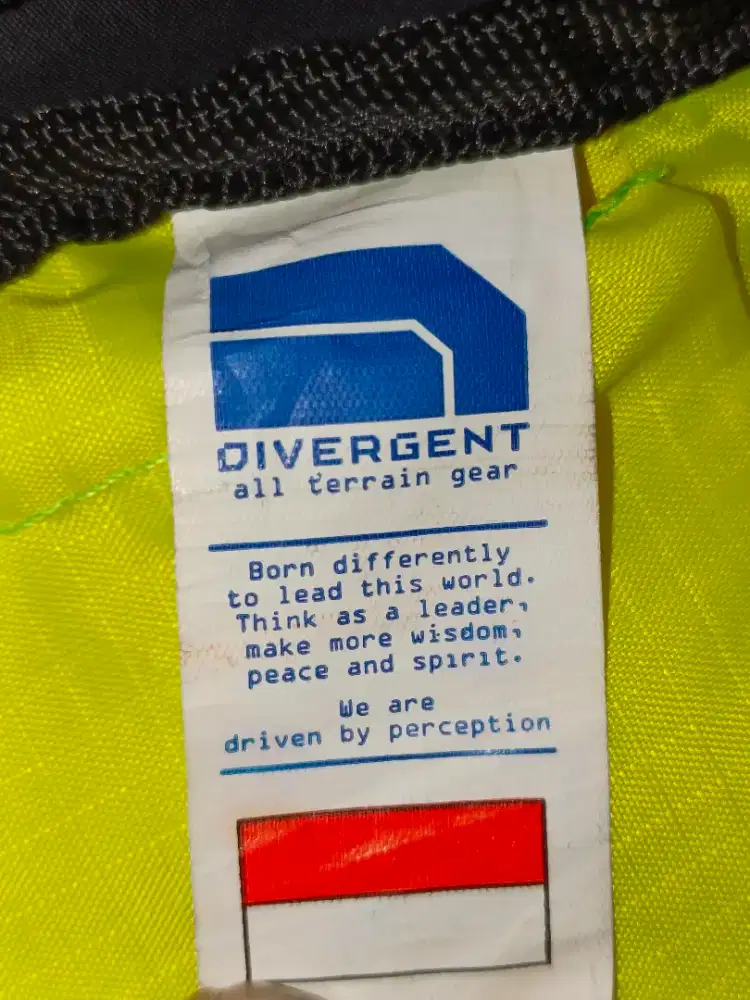 DIVERGENT
all terrain gear
Born differently
to lead this world.
Think as a leader,
make more wisdom,
peace and spirit.
We are
driven by perception